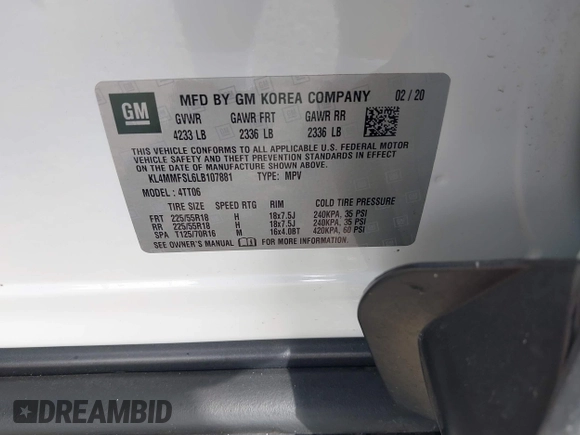 GM
MFD BY GM KOREA COMPANY 02 / 20
GVWR GAWR FRT GAWR RR
4233 LB 2336 LB 2336 LB
THIS VEHICLE CONFORMS TO ALL APPLICABLE U.S. FEDERAL MOTOR
VEHICLE SAFETY AND THEFT PREVENTION STANDARDS IN EFFECT ON THE
DATE OF MANUFACTURE SHOWN ABOVE.
KL4MMFSL6LB107881 TYPE: MPV
MODEL : 4TT06
TIRE SIZE SPEED RTG RIM COLD TIRE PRESSURE
FRT 225/55R18 H 18x7.5J 240KPA, 35 PSI
RR 225/55R18 H 18x7.5J 240KPA, 35 PSI
SPA T125/70R16 M 16x4.0BT 420KPA, 60 PSI
SEE OWNER'S MANUAL FOR MORE INFORMATION.
DREAMBID